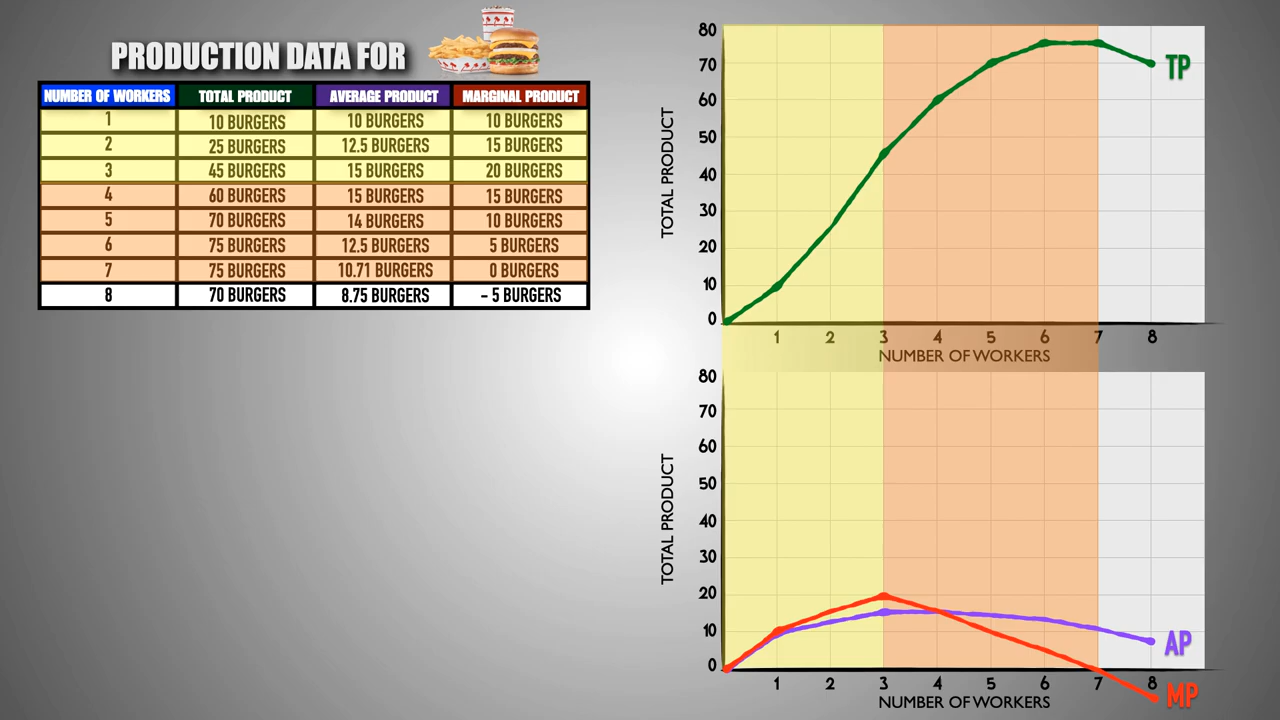 PRODUCTION DATA FOR
NUMBER OF WORKERS TOTAL PRODUCT AVERAGE PRODUCT MARGINAL PRODUCT
1 10 BURGERS 10 BURGERS 10 BURGERS
2 25 BURGERS 12.5 BURGERS 15 BURGERS
3 45 BURGERS 15 BURGERS 20 BURGERS
4 60 BURGERS 15 BURGERS 15 BURGERS
5 70 BURGERS 14 BURGERS 10 BURGERS
6 75 BURGERS 12.5 BURGERS 5 BURGERS
7 75 BURGERS 10.71 BURGERS 0 BURGERS
8 70 BURGERS 8.75 BURGERS – 5 BURGERS
TOTAL PRODUCT
80
70
60
50
40
30
20
10
0
TP
1 2 3 4 5 6 7 8
NUMBER OF WORKERS
TOTAL PRODUCT
80
70
60
50
40
30
20
10
0
AP
MP
1 2 3 4 5 6 7 8
NUMBER OF WORKERS